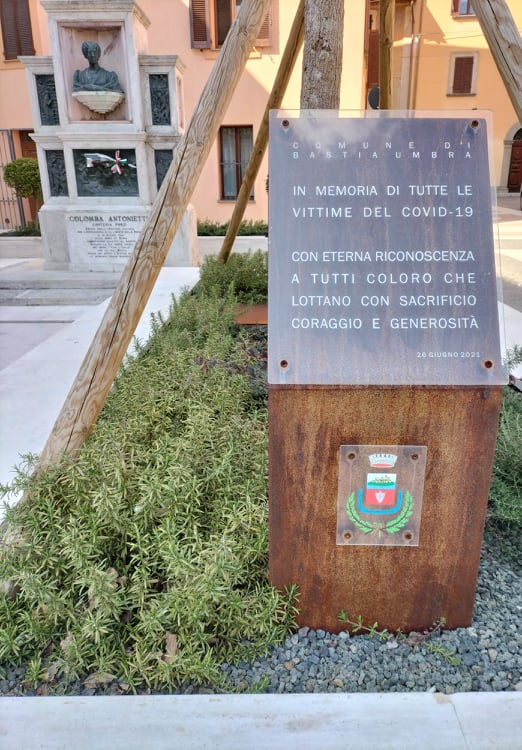 COMUNE D'I
BASTIA UMBRA
IN MEMORIA DI TUTTE LE
VITTIME DEL COVID-19
CON ETERNA RICONOSCENZA
A TUTTI COLORO CHE
LOTTANO CON SACRIFICIO
CORAGGIO E GENEROSITÀ
26 GIUGNO 2021
COLOMBA ANTONIETTI